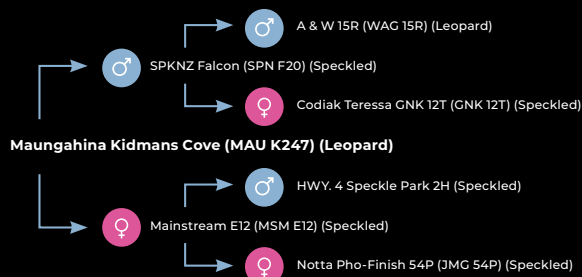 A & W 15R (WAG 15R) (Leopard)
SPKNZ Falcon (SPN F20) (Speckled)
Codiak Teressa GNK 12T (GNK 12T) (Speckled)
Maungahina Kidmans Cove (MAU K247) (Leopard)
HWY. 4 Speckle Park 2H (Speckled)
Mainstream E12 (MSM E12) (Speckled)
Notta Pho-Finish 54P (JMG 54P) (Speckled)